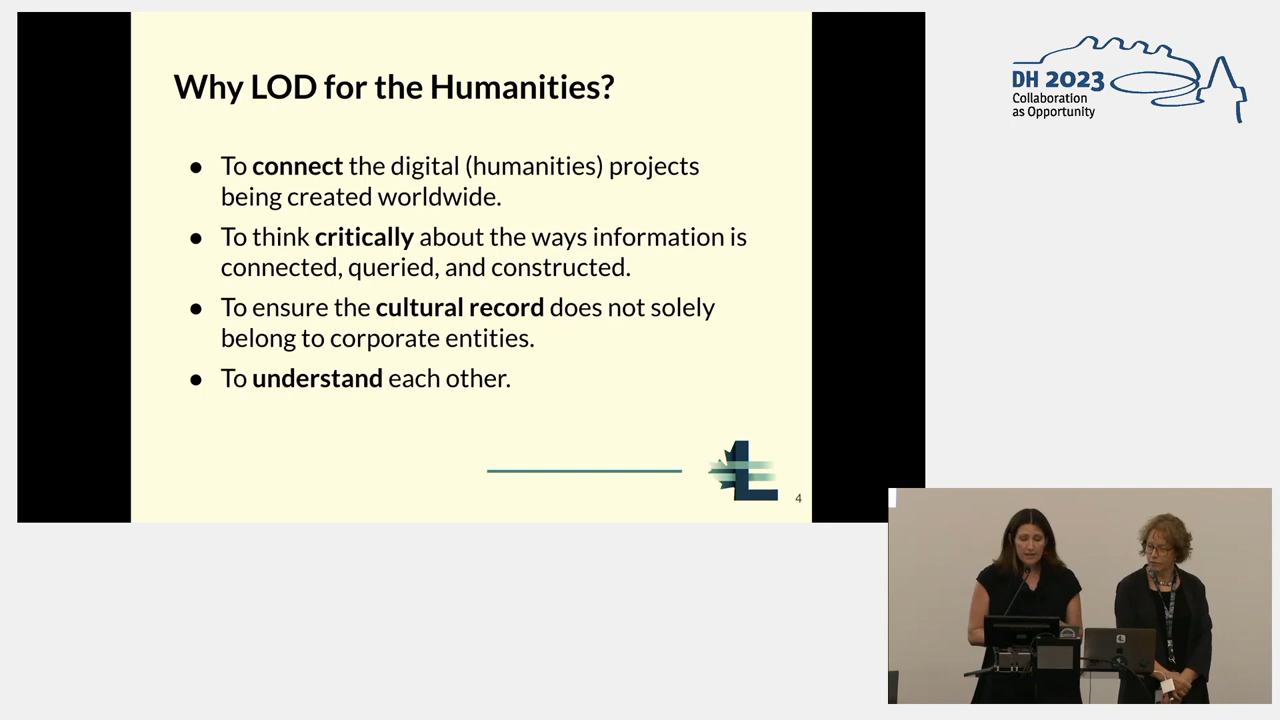 Why LOD for the Humanities?
● To connect the digital (humanities) projects
being created worldwide.
● To think critically about the ways information is
connected, queried, and constructed.
● To ensure the cultural record does not solely
belong to corporate entities.
● To understand each other.
L
4
DH 2023
Collaboration
as Opportunity